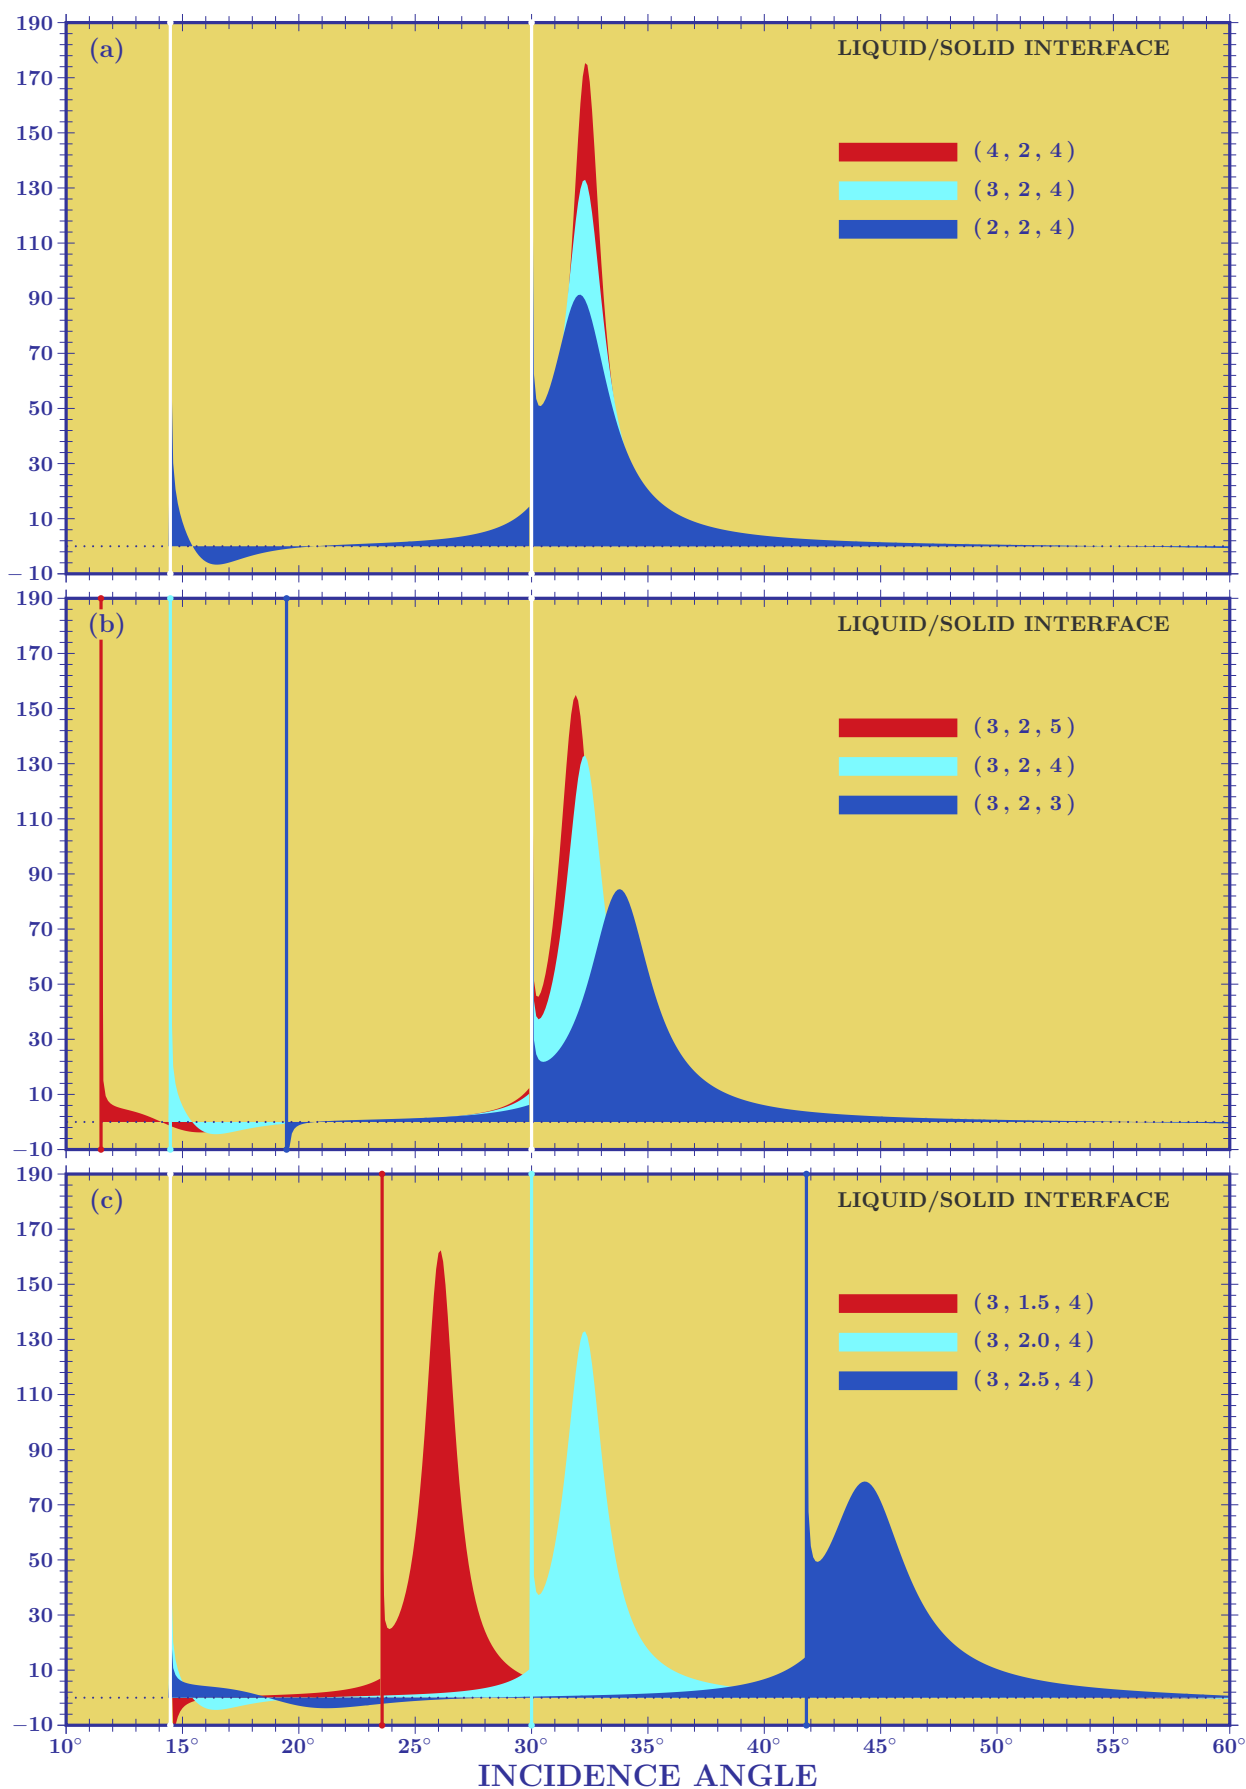 190
(a)
LIQUID/SOLID INTERFACE
170
150
( 4 , 2 , 4 )
130
( 3 , 2 , 4 )
110
( 2 , 2 , 4 )
90
70
50
30
10
−10
190
(b)
LIQUID/SOLID INTERFACE
170
150
( 3 , 2 , 5 )
130
( 3 , 2 , 4 )
110
( 3 , 2 , 3 )
90
70
50
30
10
−10
190
(c)
LIQUID/SOLID INTERFACE
170
150
( 3 , 1.5 , 4 )
130
( 3 , 2.0 , 4 )
110
( 3 , 2.5 , 4 )
90
70
50
30
10
−10
10° 15° 20° 25° 30° 35° 40° 45° 50° 55° 60°
INCIDENCE ANGLE